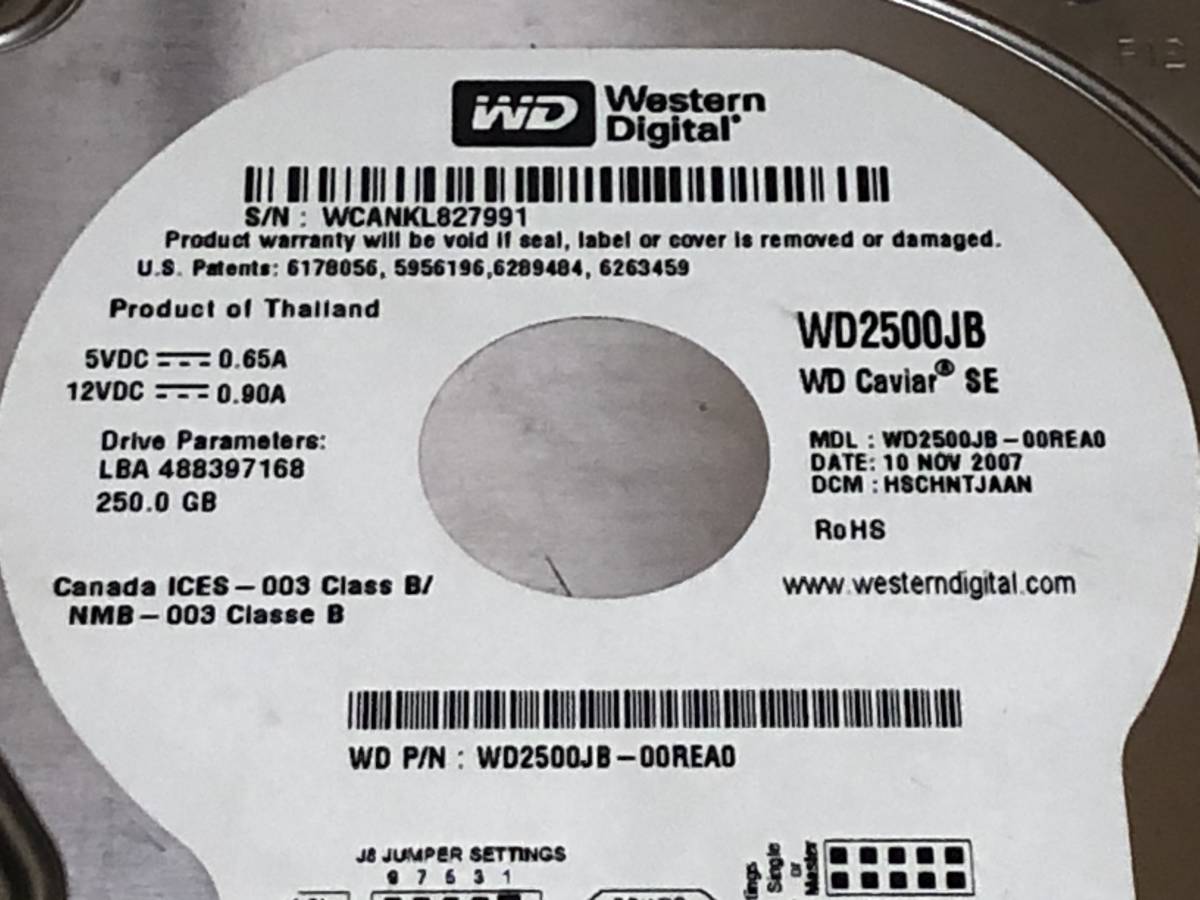 WD Western Digital
S/N : WCANKL827991
Product warranty will be void if seal, label or cover is removed or damaged.
U.S. Patents: 6178056, 5956196,6289484, 6263459
Product of Thailand
5VDC 0.65A
12VDC 0.90A
Drive Parameters:
LBA 488397168
250.0 GB
Canada ICES-003 Class B/
NMB-003 Classe B
WD2500JB
WD Caviar® SE
MDL : WD2500JB-00REA0
DATE: 10 NOV 2007
DCM : HSCHNTJAAN
RoHS
www.westerndigital.com
WD P/N : WD2500JB-00REA0
J8 JUMPER SETTINGS
9 7 5 3 1
Single
or
Master